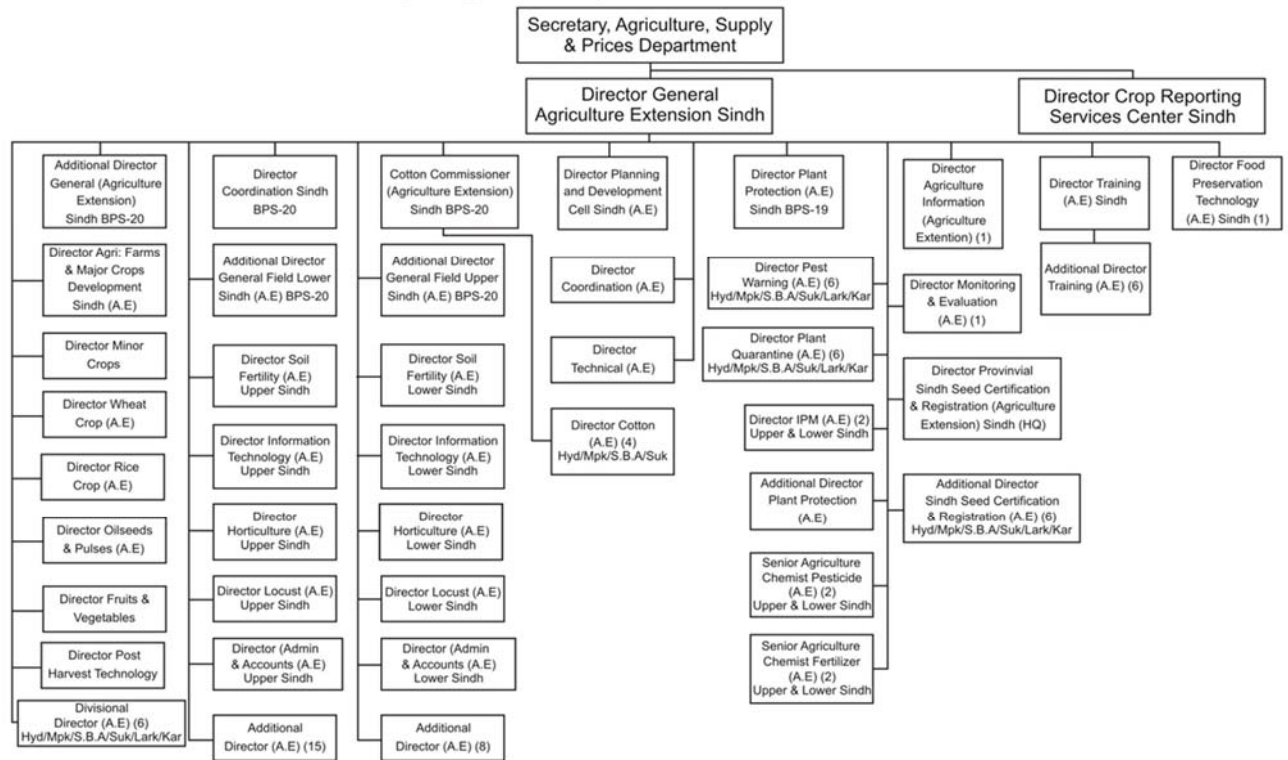 Secretary, Agriculture, Supply
& Prices Department
Director General
Agriculture Extension Sindh
Director Crop Reporting
Services Center Sindh
Additional Director
General (Agriculture
Extension)
Sindh BPS-20
Director
Coordination Sindh
BPS-20
Cotton Commissioner
(Agriculture Extension)
Sindh BPS-20
Director Planning
and Development
Cell Sindh (A.E)
Director Plant
Protection (A.E)
Sindh BPS-19
Director
Agriculture
Information
(Agriculture
Extention) (1)
Director Training
(A.E) Sindh
Director Food
Preservation
Technology
(A.E) Sindh (1)
Director Agri: Farms
& Major Crops
Development
Sindh (A.E)
Additional Director
General Field Lower
Sindh (A.E) BPS-20
Additional Director
General Field Upper
Sindh (A.E) BPS-20
Director
Coordination (A.E)
Director Pest
Warning (A.E) (6)
Hyd/Mpk/S.B.A/Suk/Lark/Kar
Director Monitoring
& Evaluation
(A.E) (1)
Additional Director
Training (A.E) (6)
Director Minor
Crops
Director Soil
Fertility (A.E)
Upper Sindh
Director Soil
Fertility (A.E)
Lower Sindh
Director
Technical (A.E)
Director Plant
Quarantine (A.E) (6)
Hyd/Mpk/S.B.A/Suk/Lark/Kar
Director Provinvial
Sindh Seed Certification
& Registration (Agriculture
Extension) Sindh (HQ)
Director Wheat
Crop (A.E)
Director Information
Technology (A.E)
Upper Sindh
Director Information
Technology (A.E)
Lower Sindh
Director Cotton
(A.E) (4)
Hyd/Mpk/S.B.A/Suk
Director IPM (A.E) (2)
Upper & Lower Sindh
Director Rice
Crop (A.E)
Additional Director
Plant Protection
(A.E)
Additional Director
Sindh Seed Certification
& Registration (A.E) (6)
Hyd/Mpk/S.B.A/Suk/Lark/Kar
Director Oilseeds
& Pulses (A.E)
Director
Horticulture (A.E)
Upper Sindh
Director
Horticulture (A.E)
Lower Sindh
Senior Agriculture
Chemist Pesticide
(A.E) (2)
Upper & Lower Sindh
Director Fruits &
Vegetables
Director Locust (A.E)
Upper Sindh
Director Locust (A.E)
Lower Sindh
Director Post
Harvest Technology
Director (Admin
& Accounts (A.E)
Upper Sindh
Director (Admin
& Accounts (A.E)
Lower Sindh
Senior Agriculture
Chemist Fertilizer
(A.E) (2)
Upper & Lower Sindh
Divisional
Director (A.E) (6)
Hyd/Mpk/S.B.A/Suk/Lark/Kar
Additional
Director (A.E) (15)
Additional
Director (A.E) (8)